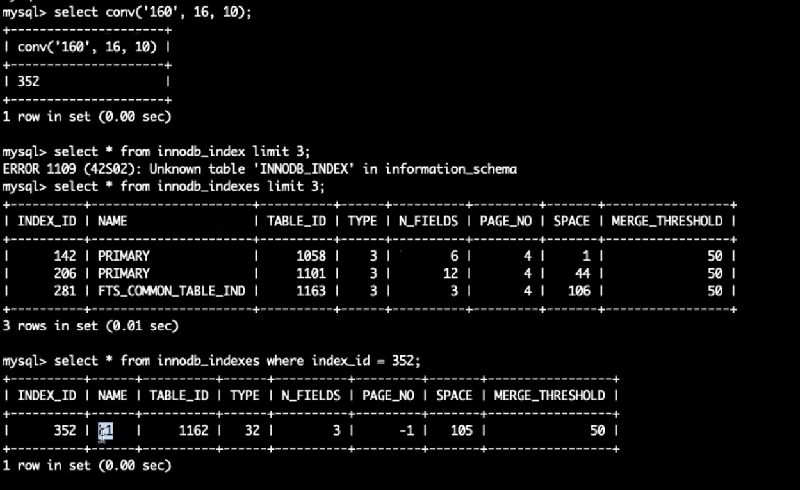 mysql> select conv('160', 16, 10);
+----------------------+
| conv('160', 16, 10) |
+----------------------+
| 352 |
+----------------------+
1 row in set (0.00 sec)
mysql> select * from innodb_index limit 3;
ERROR 1109 (42S02): Unknown table 'INNODB_INDEX' in information_schema
mysql> select * from innodb_indexes limit 3;
+----------+----------------------+----------+------+----------+---------+-------+-----------------+
| INDEX_ID | NAME | TABLE_ID | TYPE | N_FIELDS | PAGE_NO | SPACE | MERGE_THRESHOLD |
+----------+----------------------+----------+------+----------+---------+-------+-----------------+
| 142 | PRIMARY | 1058 | 3 | 6 | 4 | 1 | 50 |
| 206 | PRIMARY | 1101 | 3 | 12 | 4 | 44 | 50 |
| 281 | FTS_COMMON_TABLE_IND | 1163 | 3 | 3 | 4 | 106 | 50 |
+----------+----------------------+----------+------+----------+---------+-------+-----------------+
3 rows in set (0.01 sec)
mysql> select * from innodb_indexes where index_id = 352;
+----------+------+----------+------+----------+---------+-------+-----------------+
| INDEX_ID | NAME | TABLE_ID | TYPE | N_FIELDS | PAGE_NO | SPACE | MERGE_THRESHOLD |
+----------+------+----------+------+----------+---------+-------+-----------------+
| 352 | | 1162 | 32 | 3 | -1 | 105 | 50 |
+----------+------+----------+------+----------+---------+-------+-----------------+
1 row in set (0.00 sec)